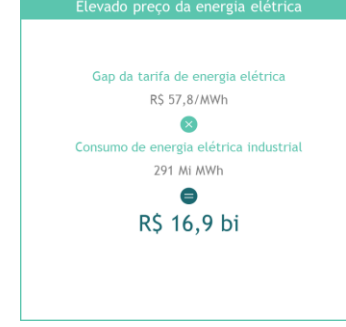 Elevado preço da energia elétrica
Gap da tarifa de energia elétrica
R$ 57,8/MWh
×
Consumo de energia elétrica industrial
291 Mi MWh
=
R$ 16,9 bi